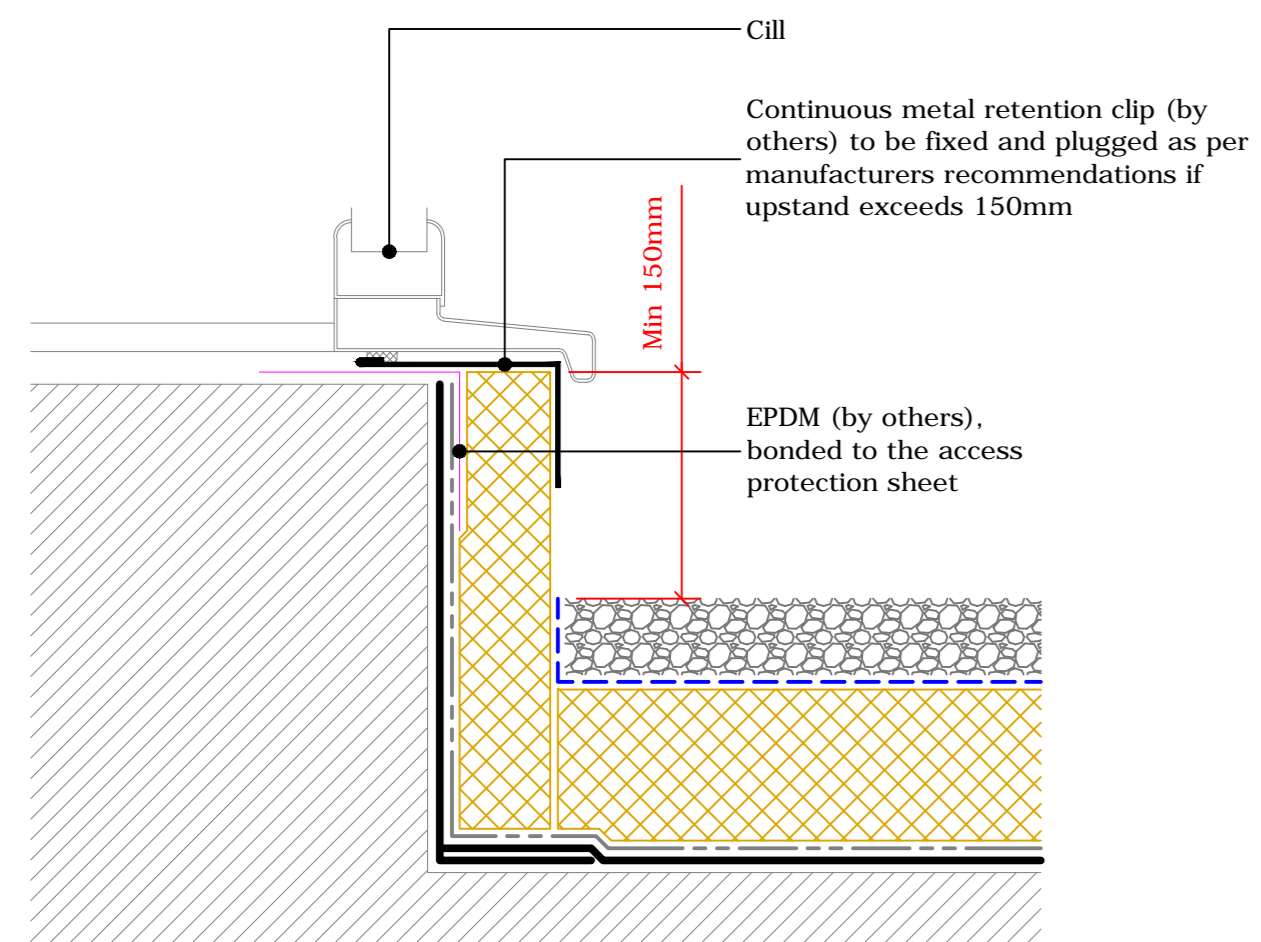 Cill
Continuous metal retention clip (by
others) to be fixed and plugged as per
manufacturers recommendations if
upstand exceeds 150mm
Min 150mm
EPDM (by others),
bonded to the access
protection sheet